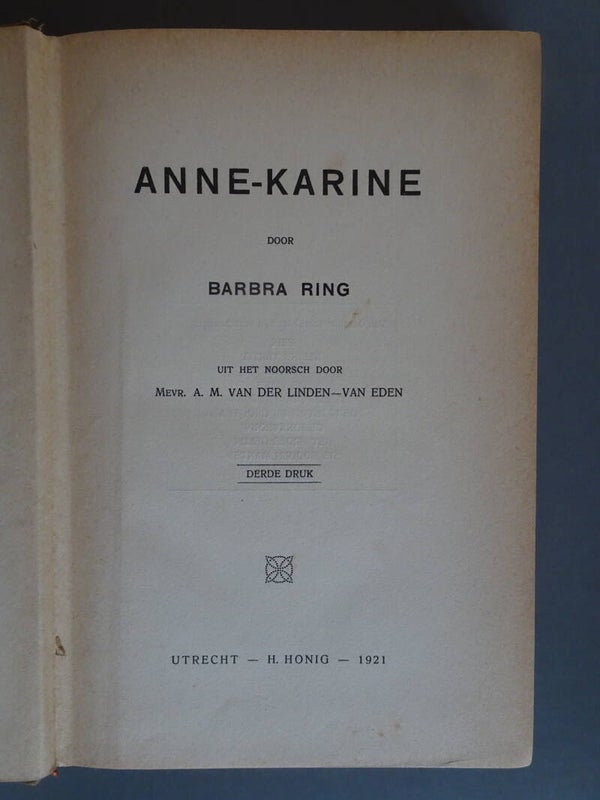 ANNE-KARINE
DOOR
BARBRA RING
UIT HET NOORSCH DOOR
MEVR. A. M. VAN DER LINDEN—VAN EDEN
DERDE DRUK
UTRECHT — H. HONIG — 1921